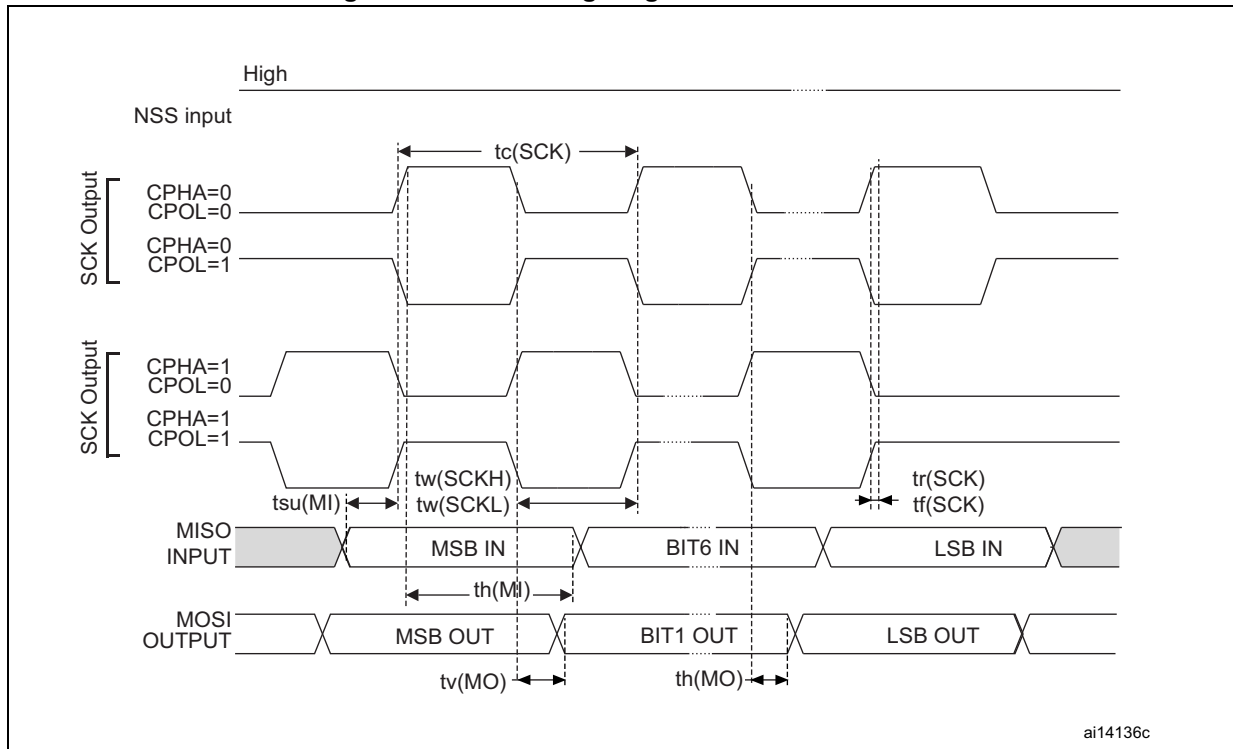 High
NSS input
tc(SCK)
SCK Output
CPHA=0
CPOL=0
CPHA=0
CPOL=1
SCK Output
CPHA=1
CPOL=0
CPHA=1
CPOL=1
tw(SCKH)
tw(SCKL)
tr(SCK)
tf(SCK)
tsu(MI)
MISO
INPUT
MSB IN
BIT6 IN
LSB IN
th(MI)
MOSI
OUTPUT
MSB OUT
BIT1 OUT
LSB OUT
tv(MO)
th(MO)
ai14136c